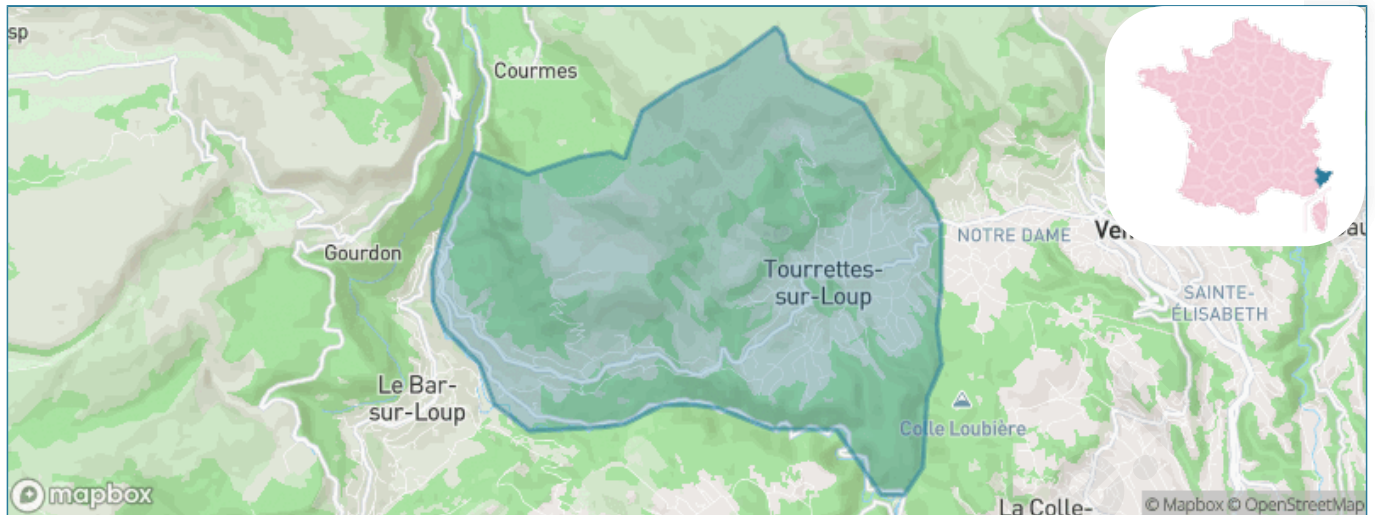 sp
Courmes
Gourdon
NOTRE DAME
Tourrettes-
sur-Loup
SAINTE-
ÉLISABETH
Le Bar-
sur-Loup
Colle Loubière
La Colle-
mapbox
© Mapbox © OpenStreetMap